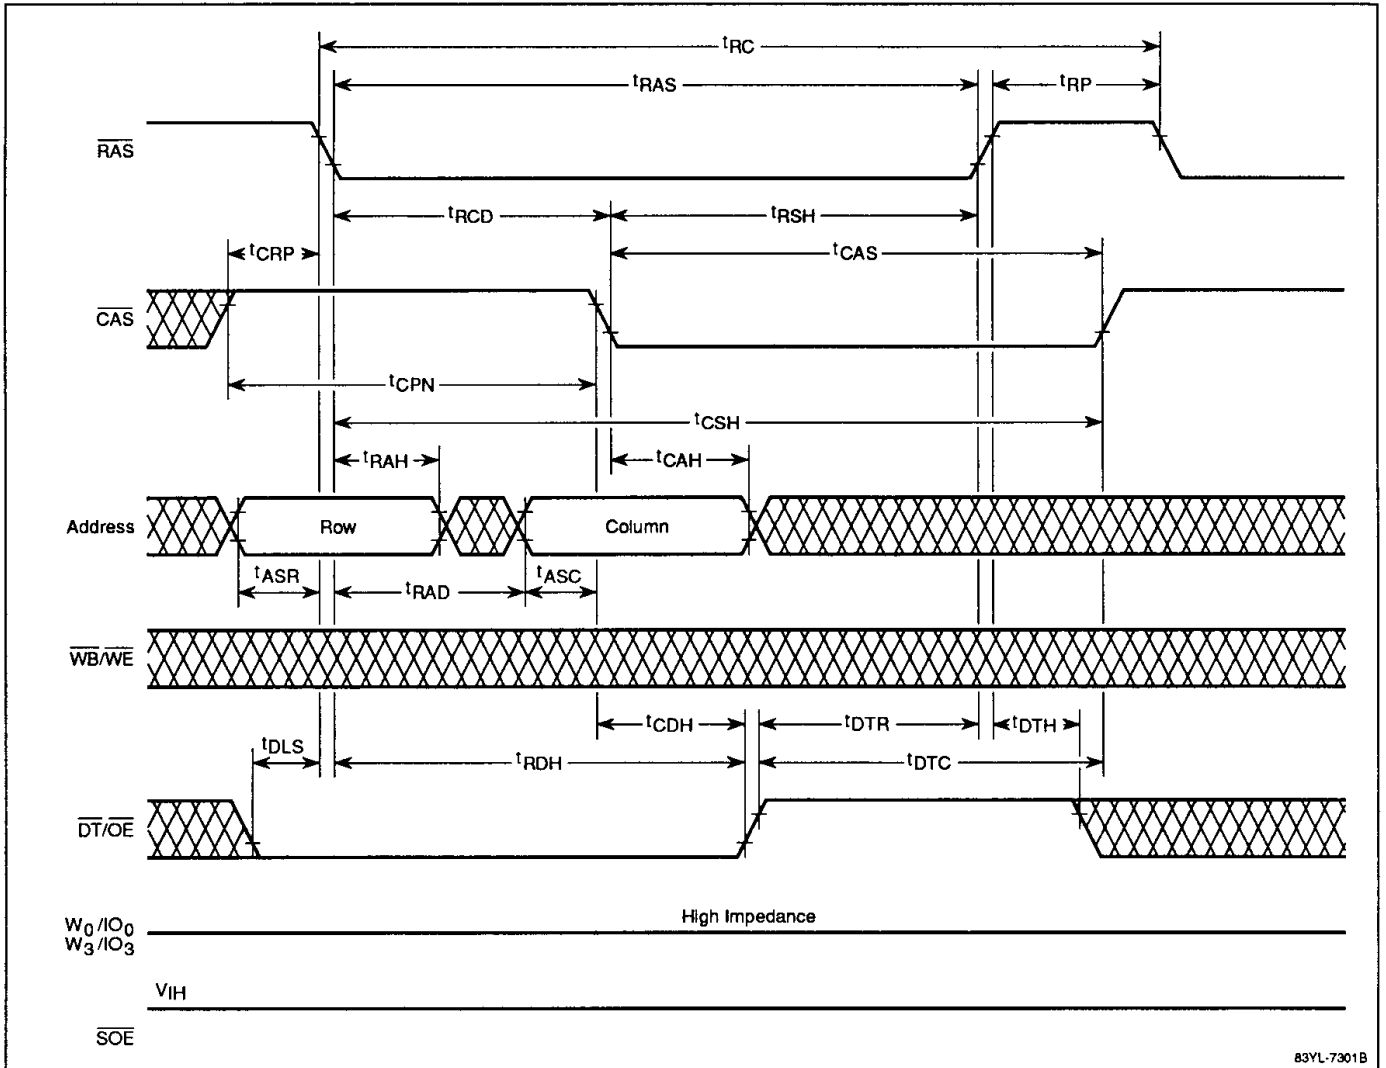 tRC
tRAS
tRP
RAS
tRCD
tRSH
tCRP
tCAS
CAS
tCPN
tCSH
tRAH
tCAH
Address
Row
Column
tASR
tRAD
tASC
WB/WE
tCDH
tDTR
tDTH
tDLS
tRDH
tDTC
DT/OE
W0/IO0
W3/IO3
High Impedance
VIH
SOE
83YL-7301B